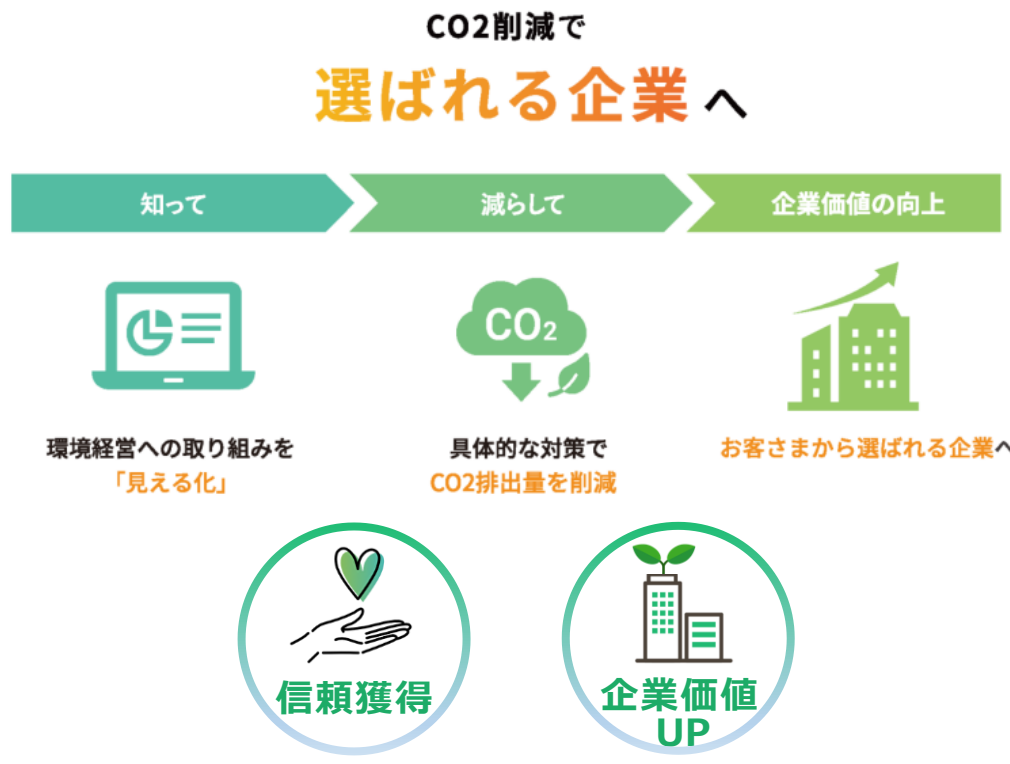 CO2削減で
選ばれる企業へ
知って
減らして
企業価値の向上
CO₂
環境経営への取り組みを
「見える化」
具体的な対策で
CO2排出量を削減
お客さまから選ばれる企業へ
信頼獲得
企業価値
UP